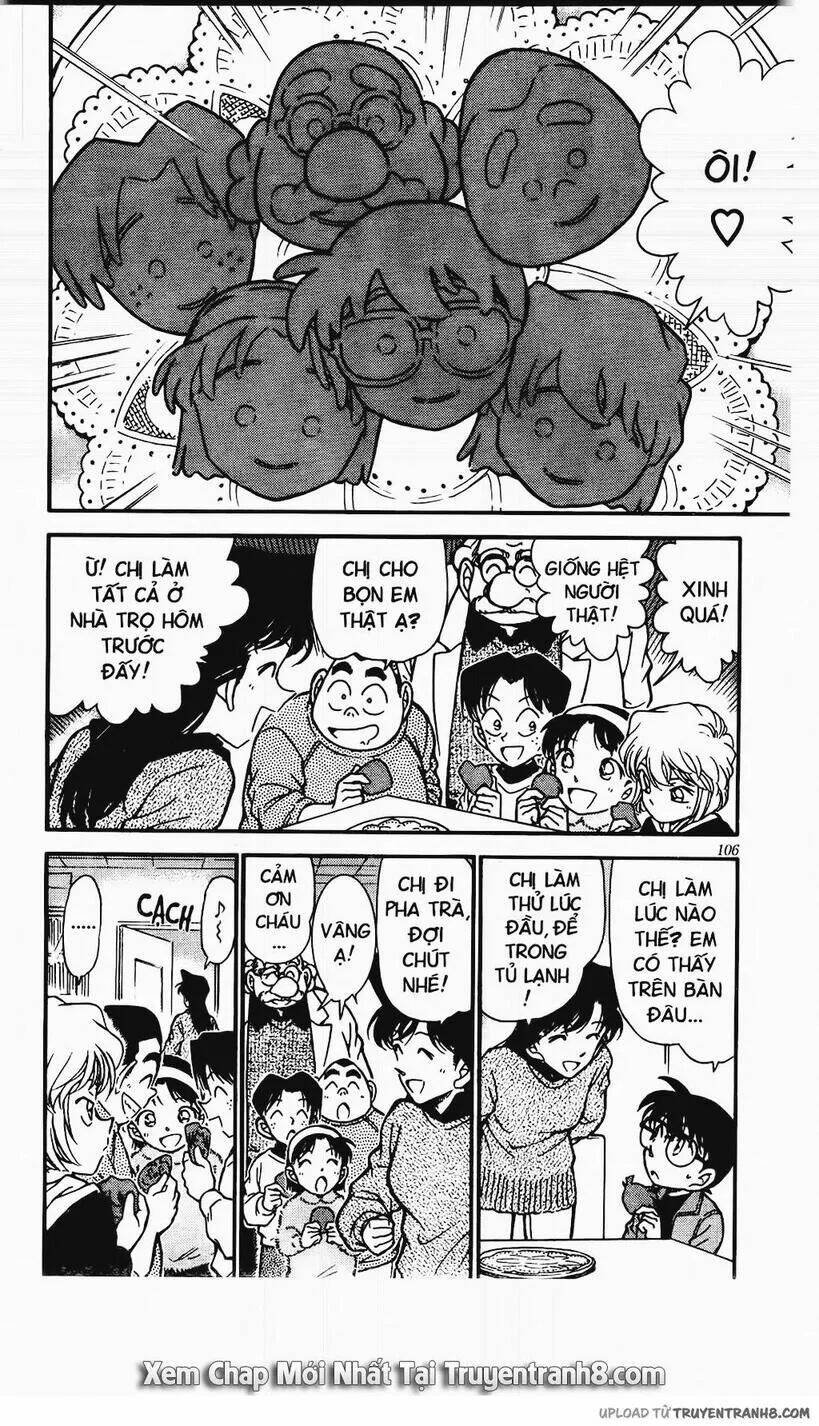 ÔI!
♡
XINH
QUÁ!
GIỐNG HỆT
NGƯỜI
THẬT!
CHỊ CHO
BỌN EM
THẬT Ạ?
Ừ! CHỊ LÀM
TẤT CẢ Ở
NHÀ TRỌ HÔM
TRƯỚC
ĐẤY!
106
CHỊ LÀM
LÚC NÀO
THẾ? EM
CÓ THẤY
TRÊN BÀN
ĐÂU...
CHỊ LÀM
THỬ LÚC
ĐẦU, ĐỂ
TRONG
TỦ LẠNH
!
CHỊ ĐI
PHA TRÀ,
ĐỢI
CHÚT
NHÉ!
VÂNG
Ạ!
CẢM
ƠN
CHÁU
...
♪~
CẠCH
......
Xem Chap Mới Nhất Tại Truyentranh8.com
UPLOAD TỪ TRUYENTRANH8.COM